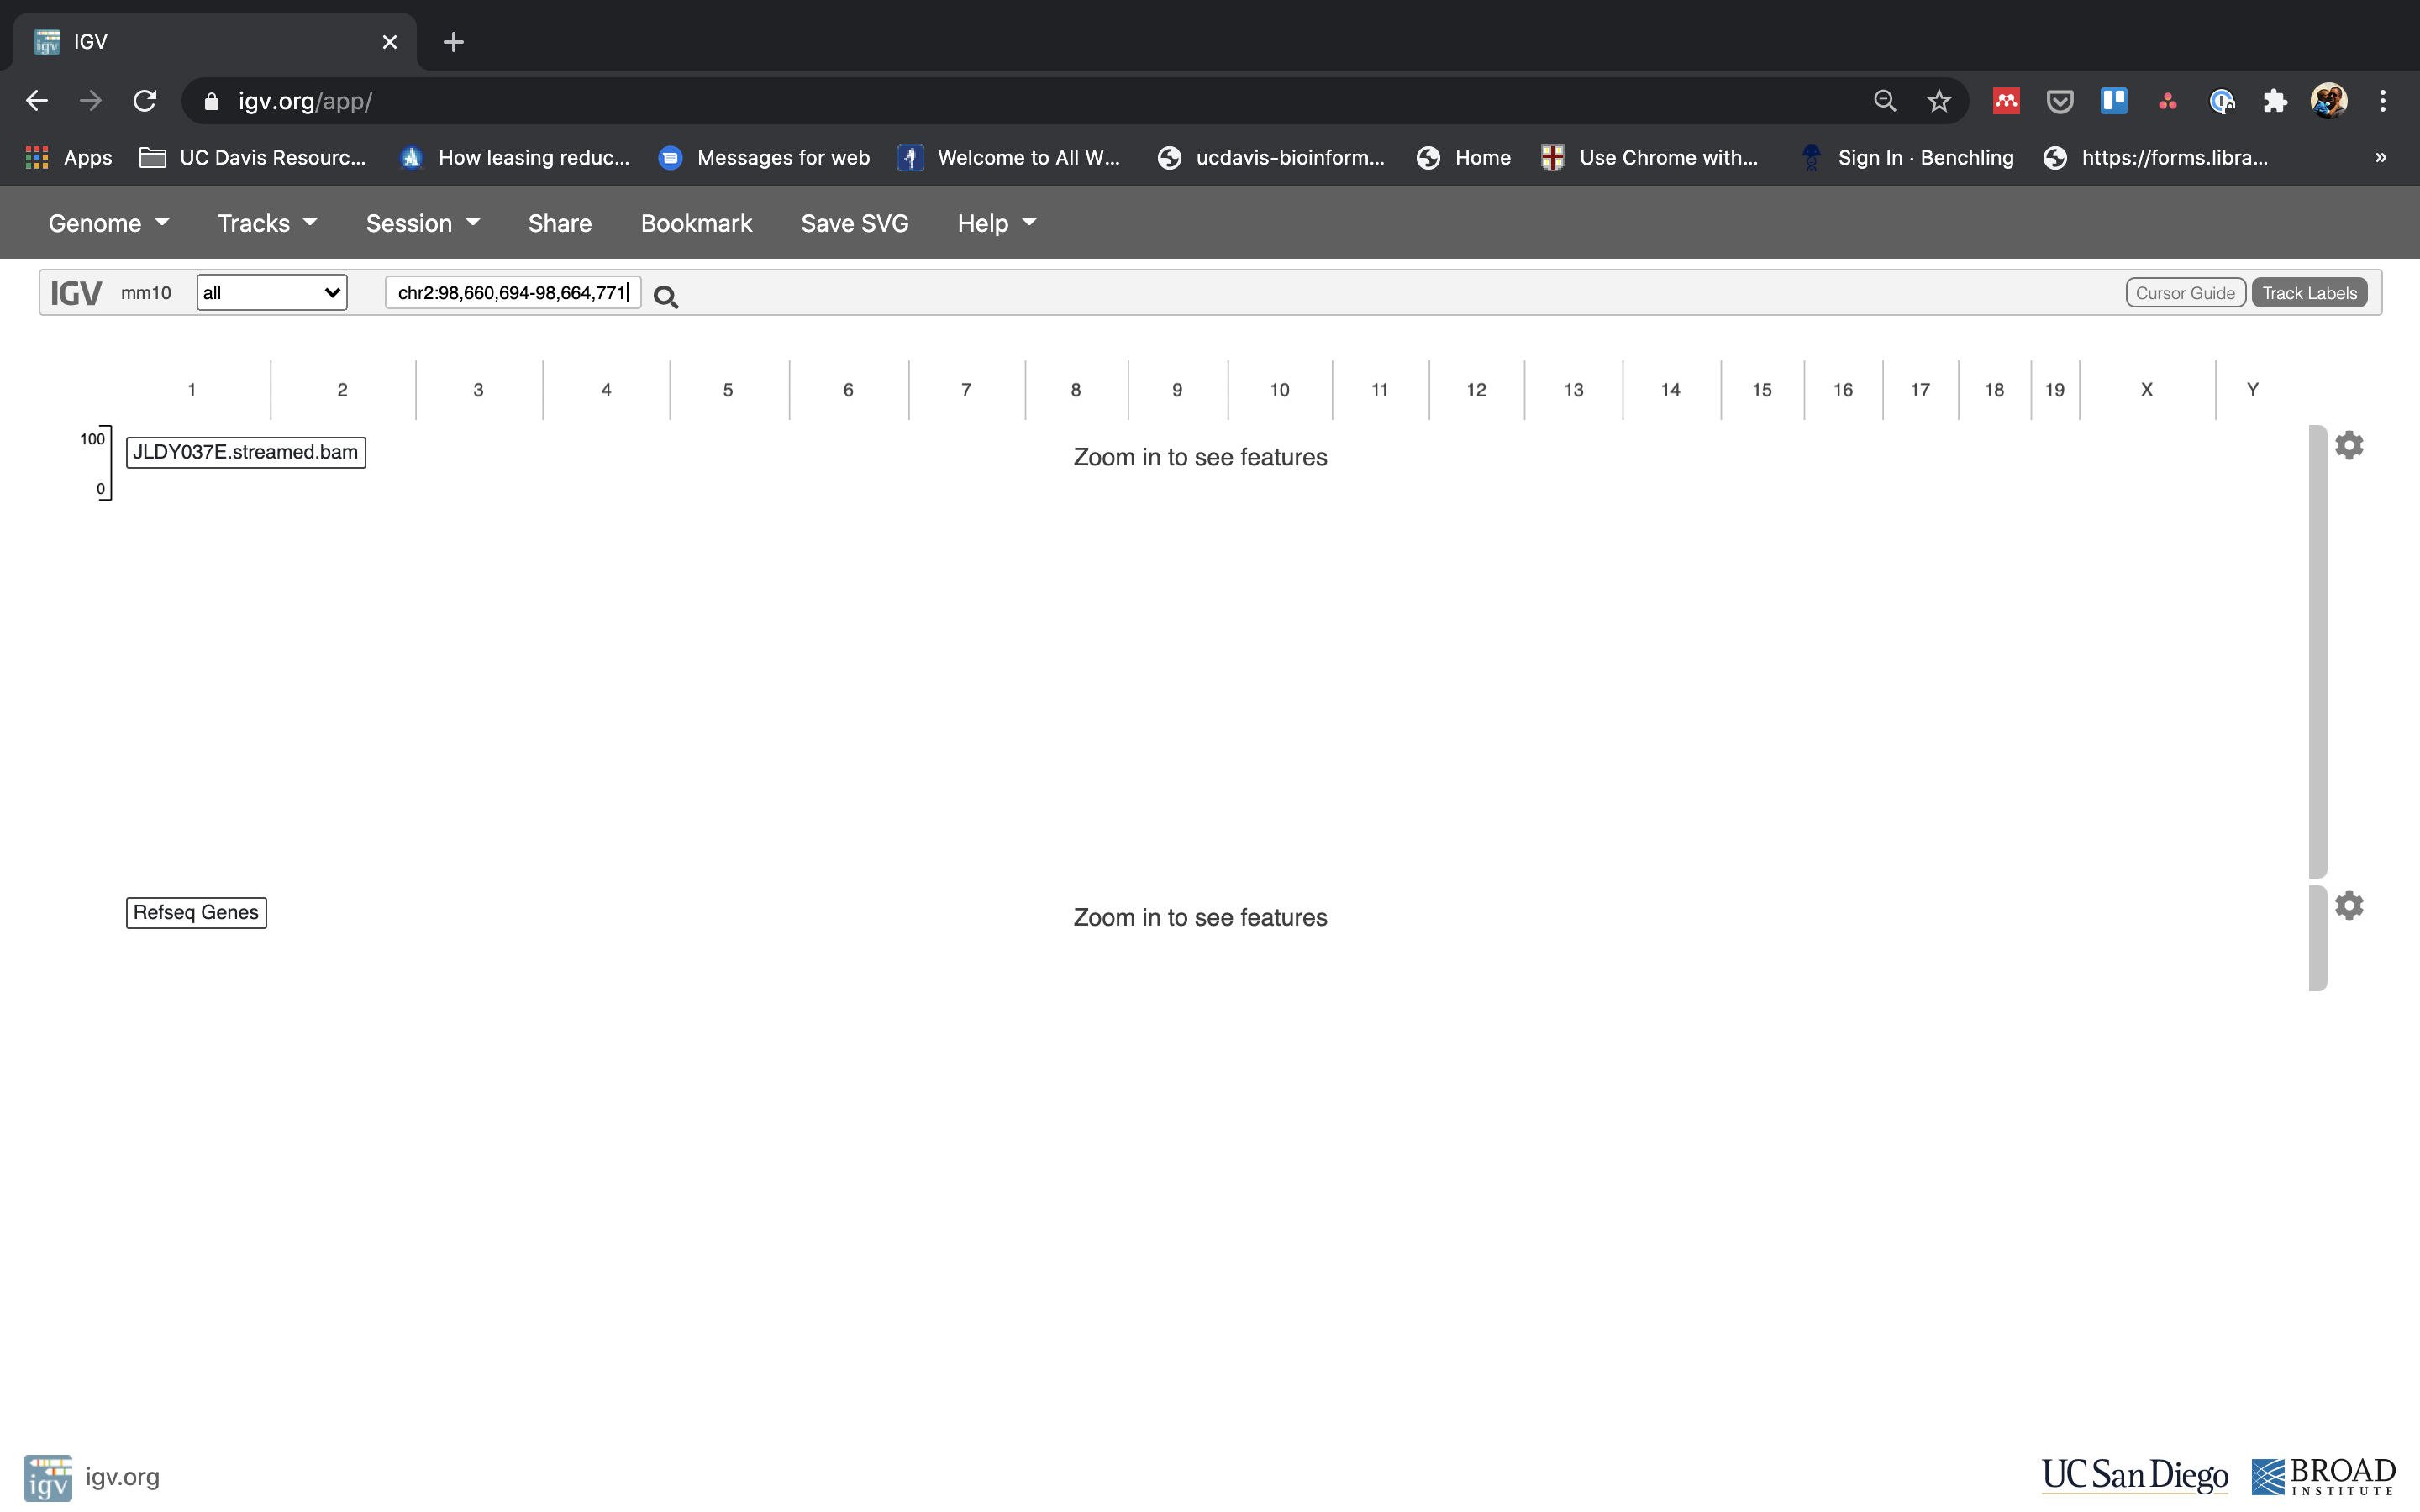 IGV
igv.org/app/
Apps UC Davis Resourc... How leasing reduc... Messages for web Welcome to All W... ucdavis-bioinform... Home Use Chrome with... Sign In · Benchling https://forms.libra... »
Genome Tracks Session Share Bookmark Save SVG Help
IGV mm10 all chr2:98,660,694-98,664,771 Cursor Guide Track Labels
1 2 3 4 5 6 7 8 9 10 11 12 13 14 15 16 17 18 19 X Y
100
JLDY037E.streamed.bam Zoom in to see features
0
Refseq Genes Zoom in to see features
igv igv.org UC San Diego BROAD
INSTITUTE